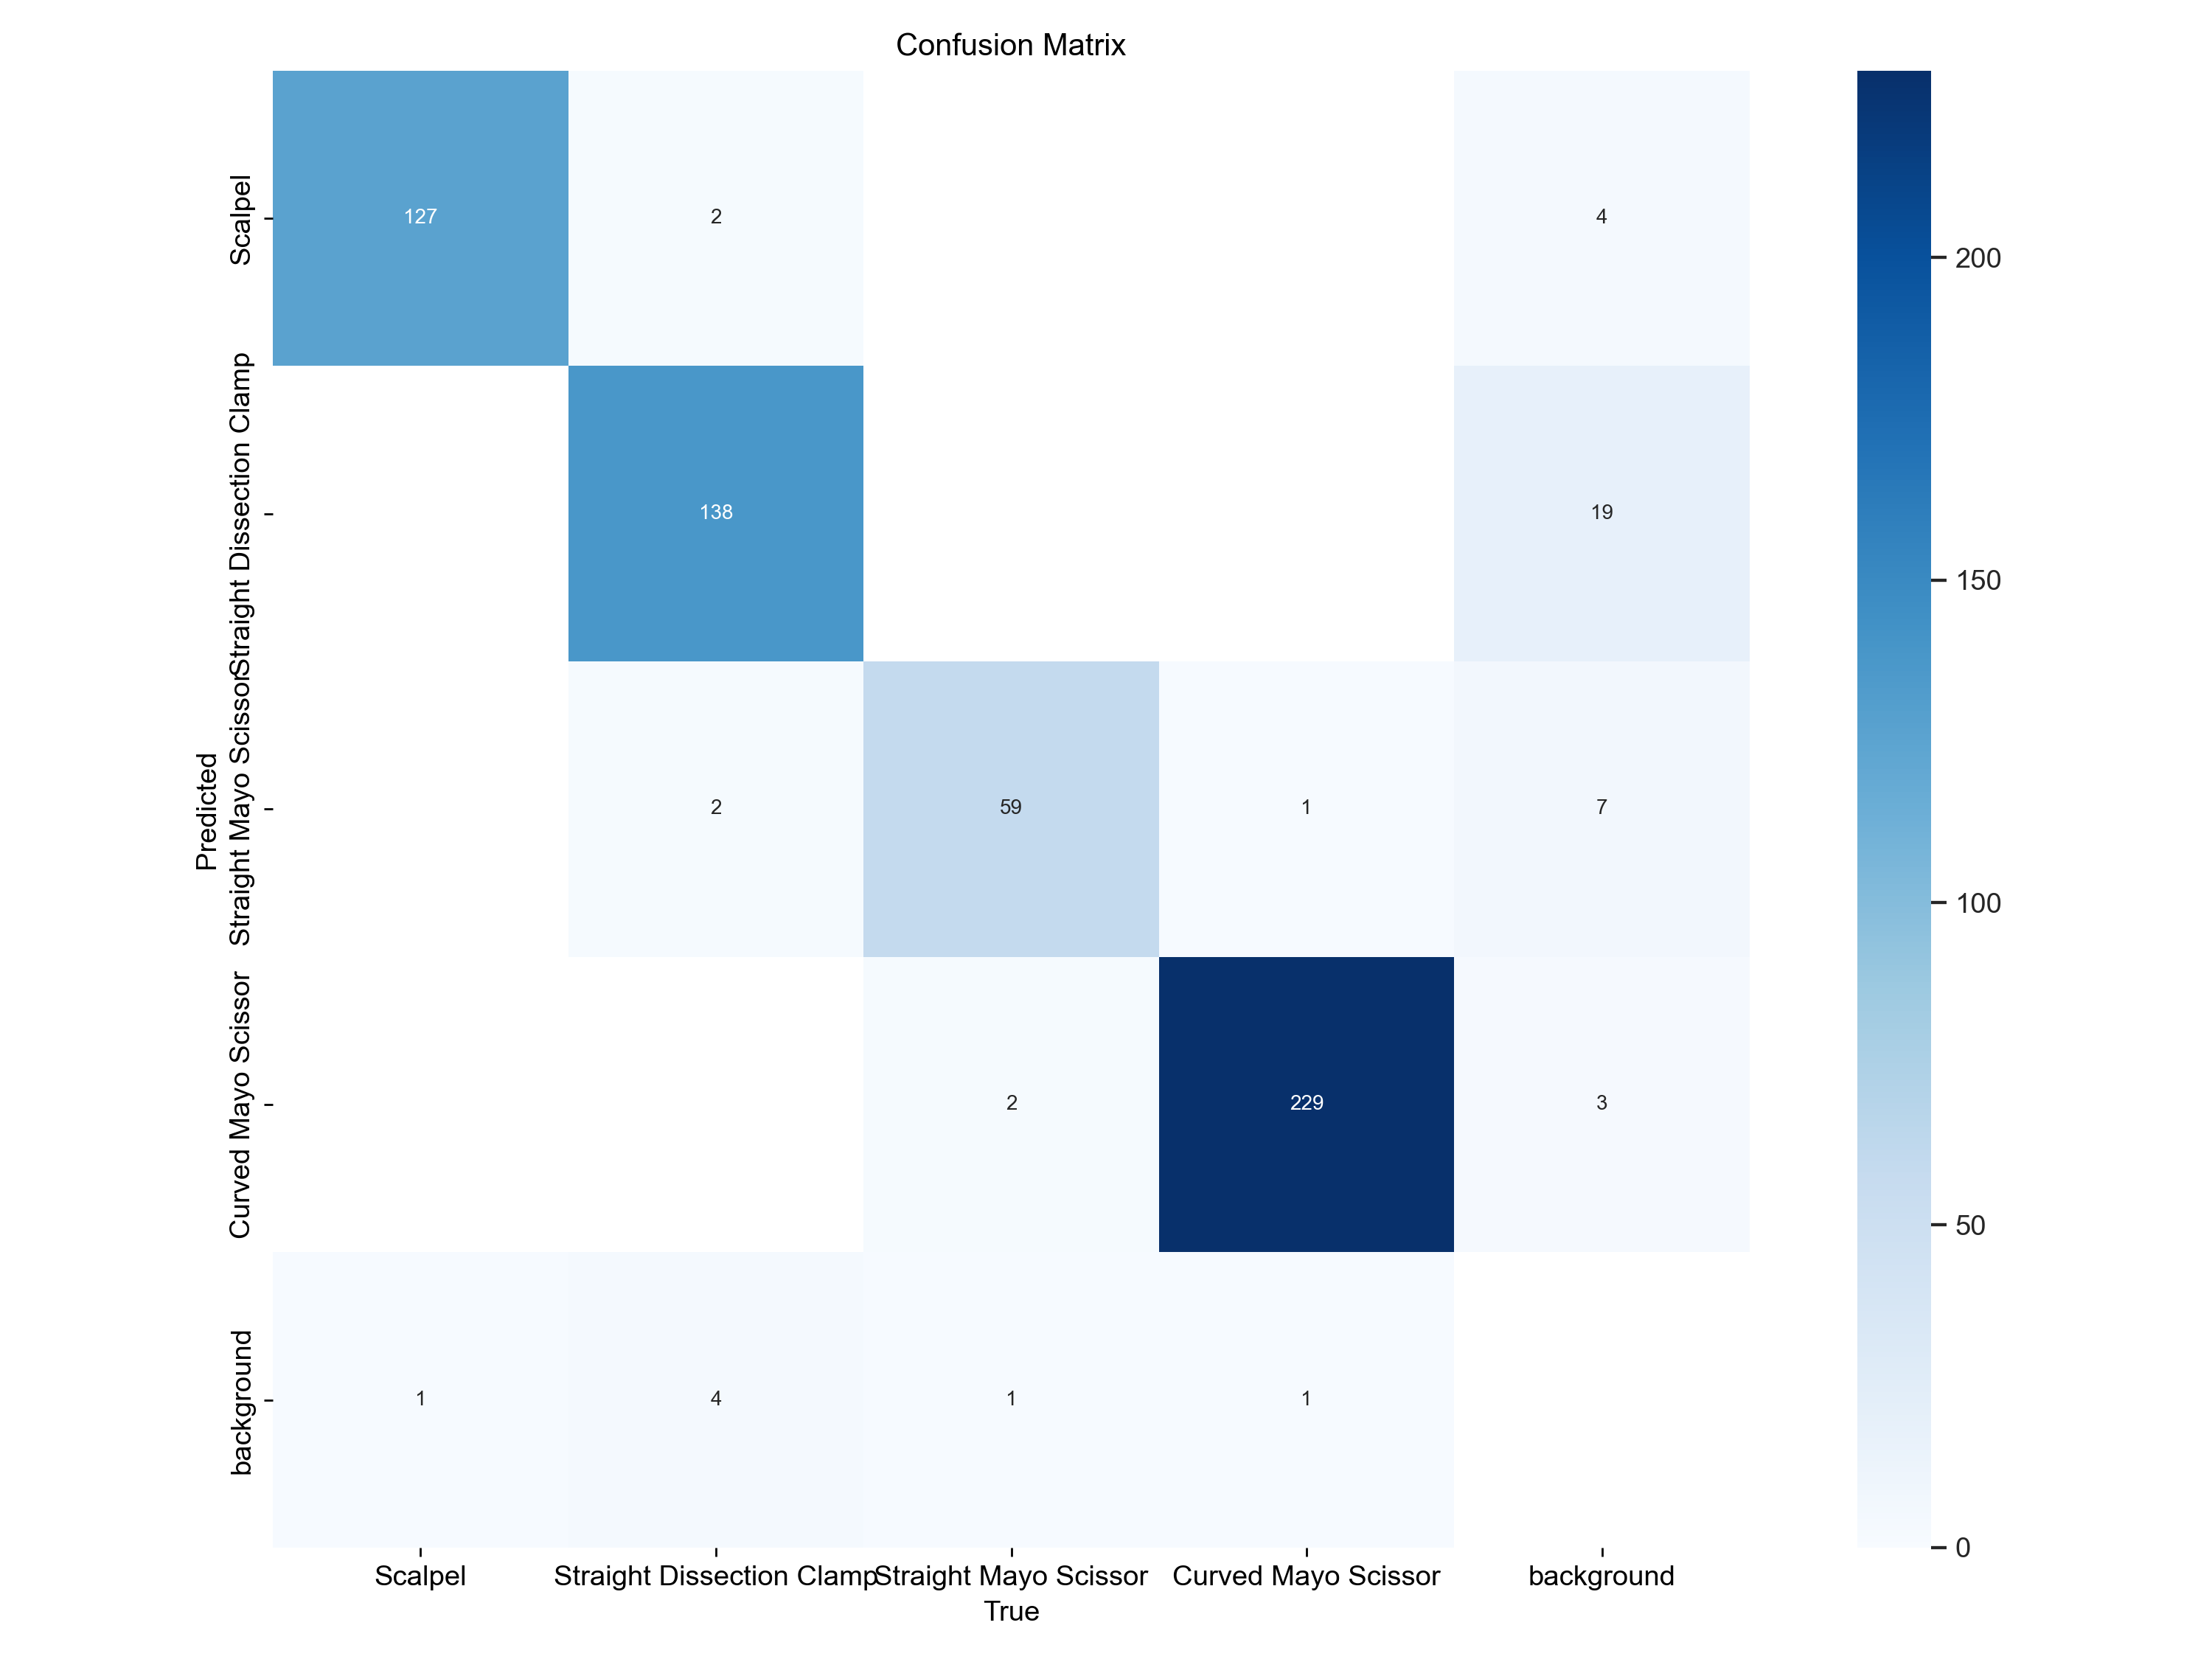 Confusion Matrix
Predicted
Scalpel
127
2
4
200
Straight Dissection Clamp
138
19
150
Straight Mayo Scissor
2
59
1
7
100
Curved Mayo Scissor
2
229
3
50
background
1
4
1
1
0
Scalpel
Straight Dissection Clamp
Straight Mayo Scissor
Curved Mayo Scissor
background
True